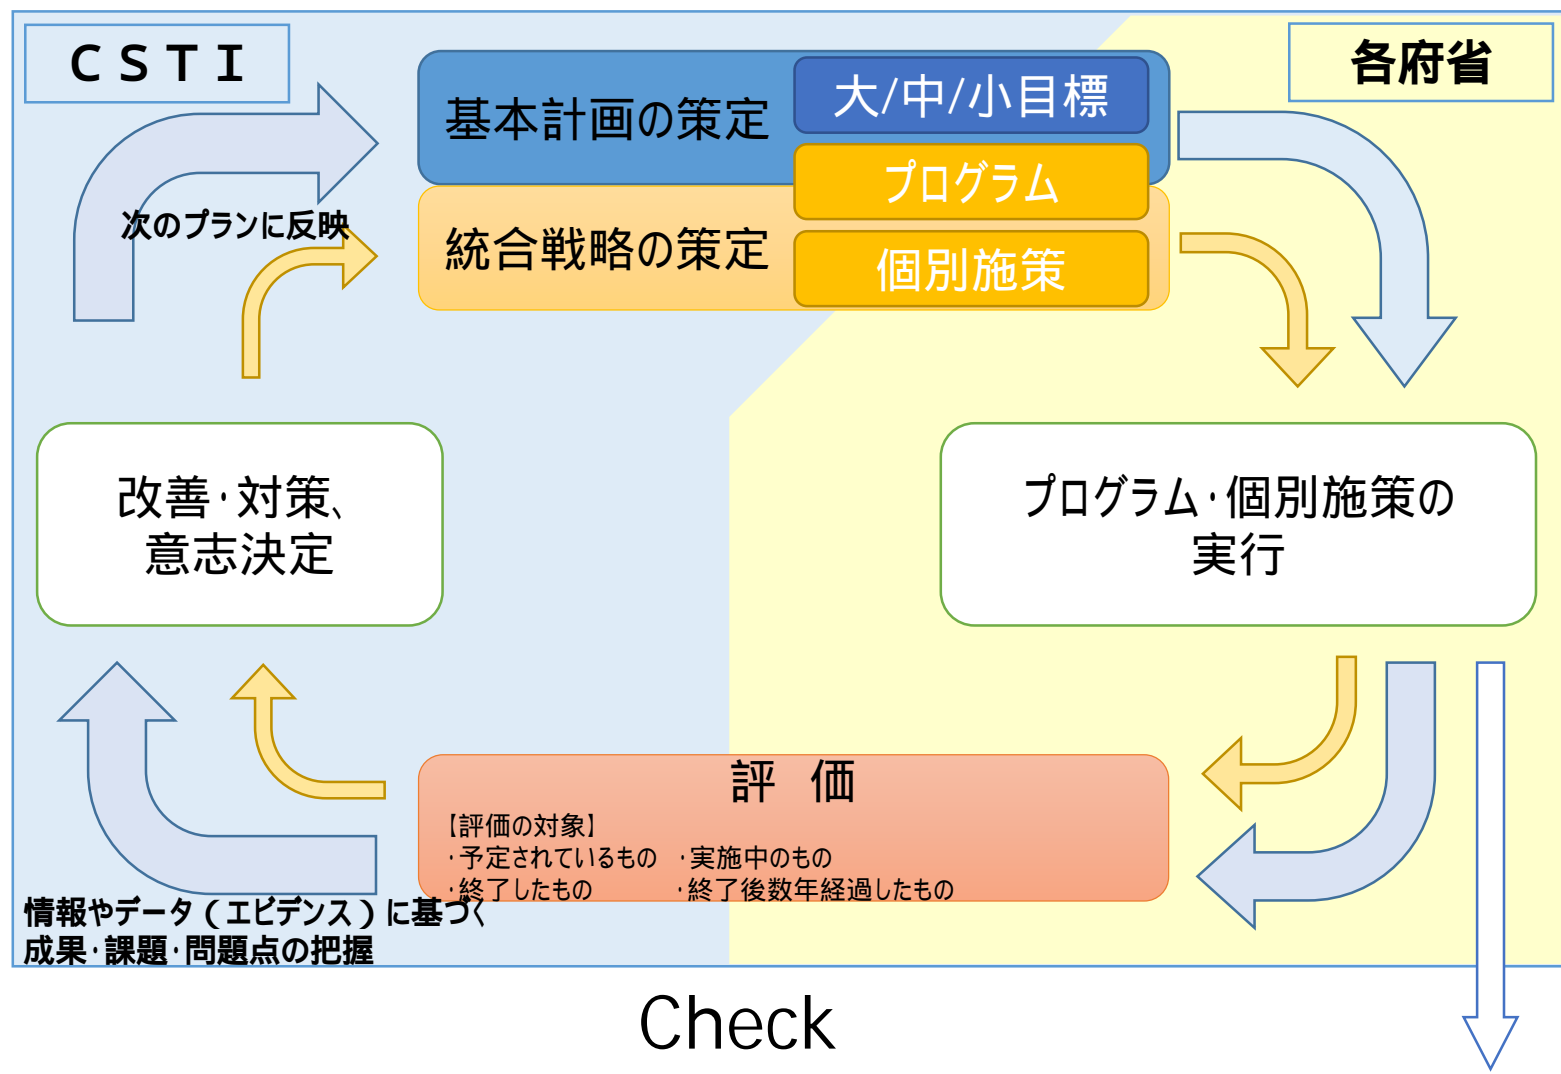 ＣＳＴＩ
各府省
基本計画の策定
大/中/小目標
プログラム
統合戦略の策定
個別施策
次のプランに反映
改善・対策、
意志決定
プログラム・個別施策の
実行
評　価
【評価の対象】
・予定されているもの　・実施中のもの
・終了したもの　　　　・終了後数年経過したもの
情報やデータ（エビデンス）に基づく
成果・課題・問題点の把握
Check